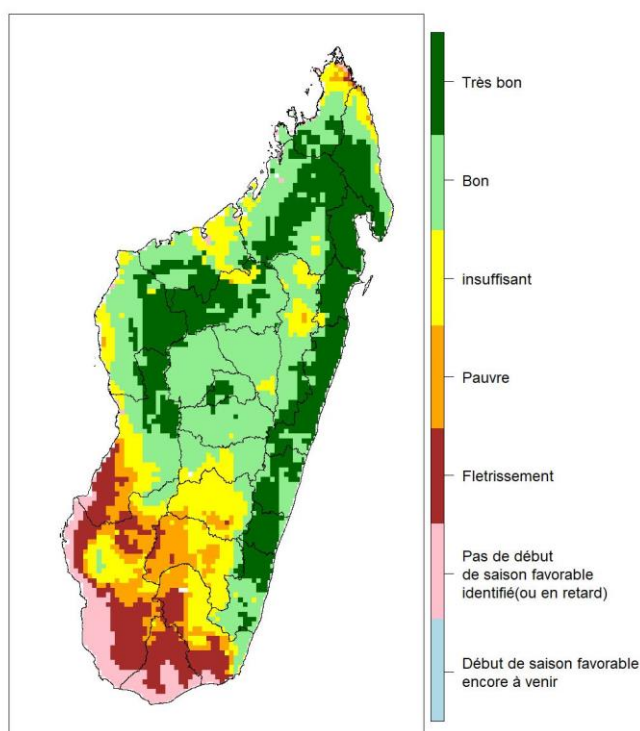 Très bon
Bon
insuffisant
Pauvre
Fletrissement
Pas de début
de saison favorable
identifié(ou en retard)
Début de saison favorable
encore à venir